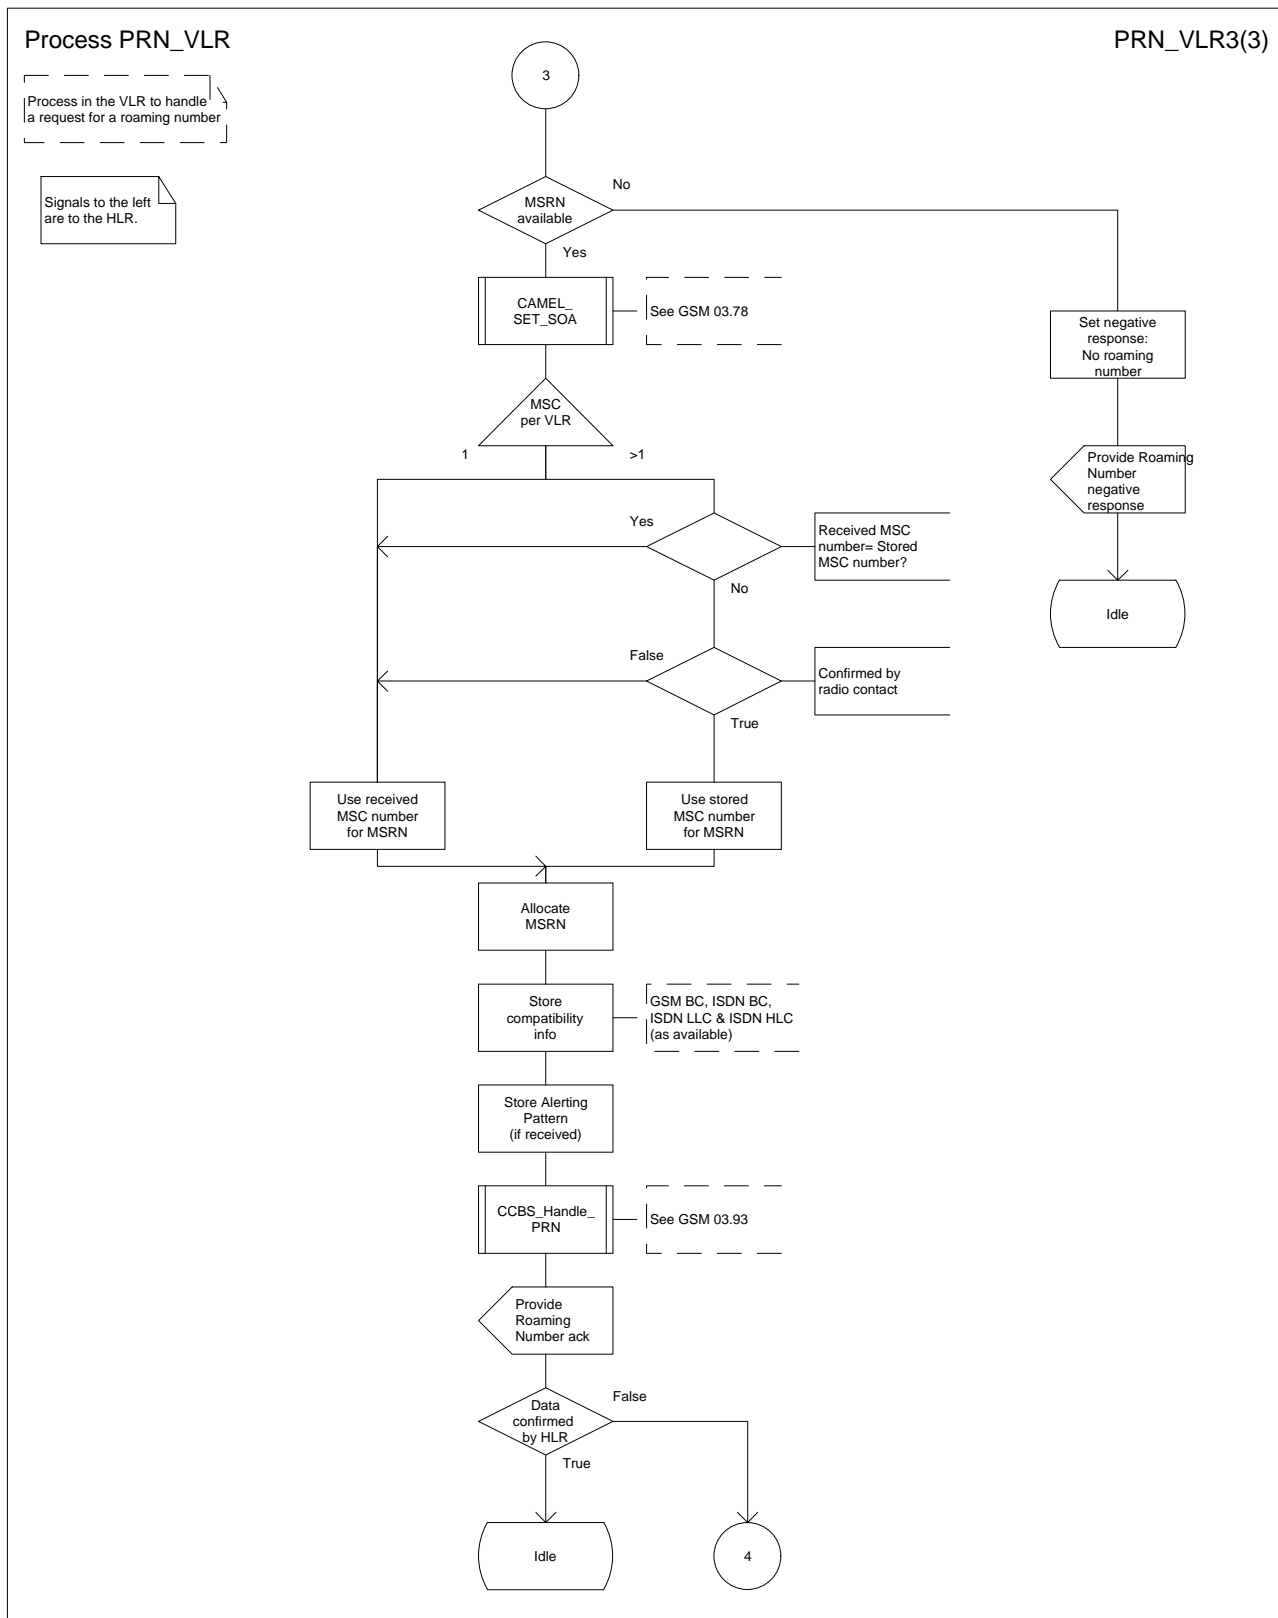 Process PRN_VLR
PRN_VLR3(3)
Process in the VLR to handle
a request for a roaming number
Signals to the left
are to the HLR.
3
MSRN
available
No
Yes
CAMEL_
SET_SOA
See GSM 03.78
Set negative
response:
No roaming
number
MSC
per VLR
1
>1
Provide Roaming
Number
negative
response
Yes
Received MSC
number= Stored
MSC number?
No
Idle
False
Confirmed by
radio contact
True
Use received
MSC number
for MSRN
Use stored
MSC number
for MSRN
Allocate
MSRN
Store
compatibility
info
GSM BC, ISDN BC,
ISDN LLC & ISDN HLC
(as available)
Store Alerting
Pattern
(if received)
CCBS_Handle_
PRN
See GSM 03.93
Provide
Roaming
Number ack
Data
confirmed
by HLR
False
True
Idle
4